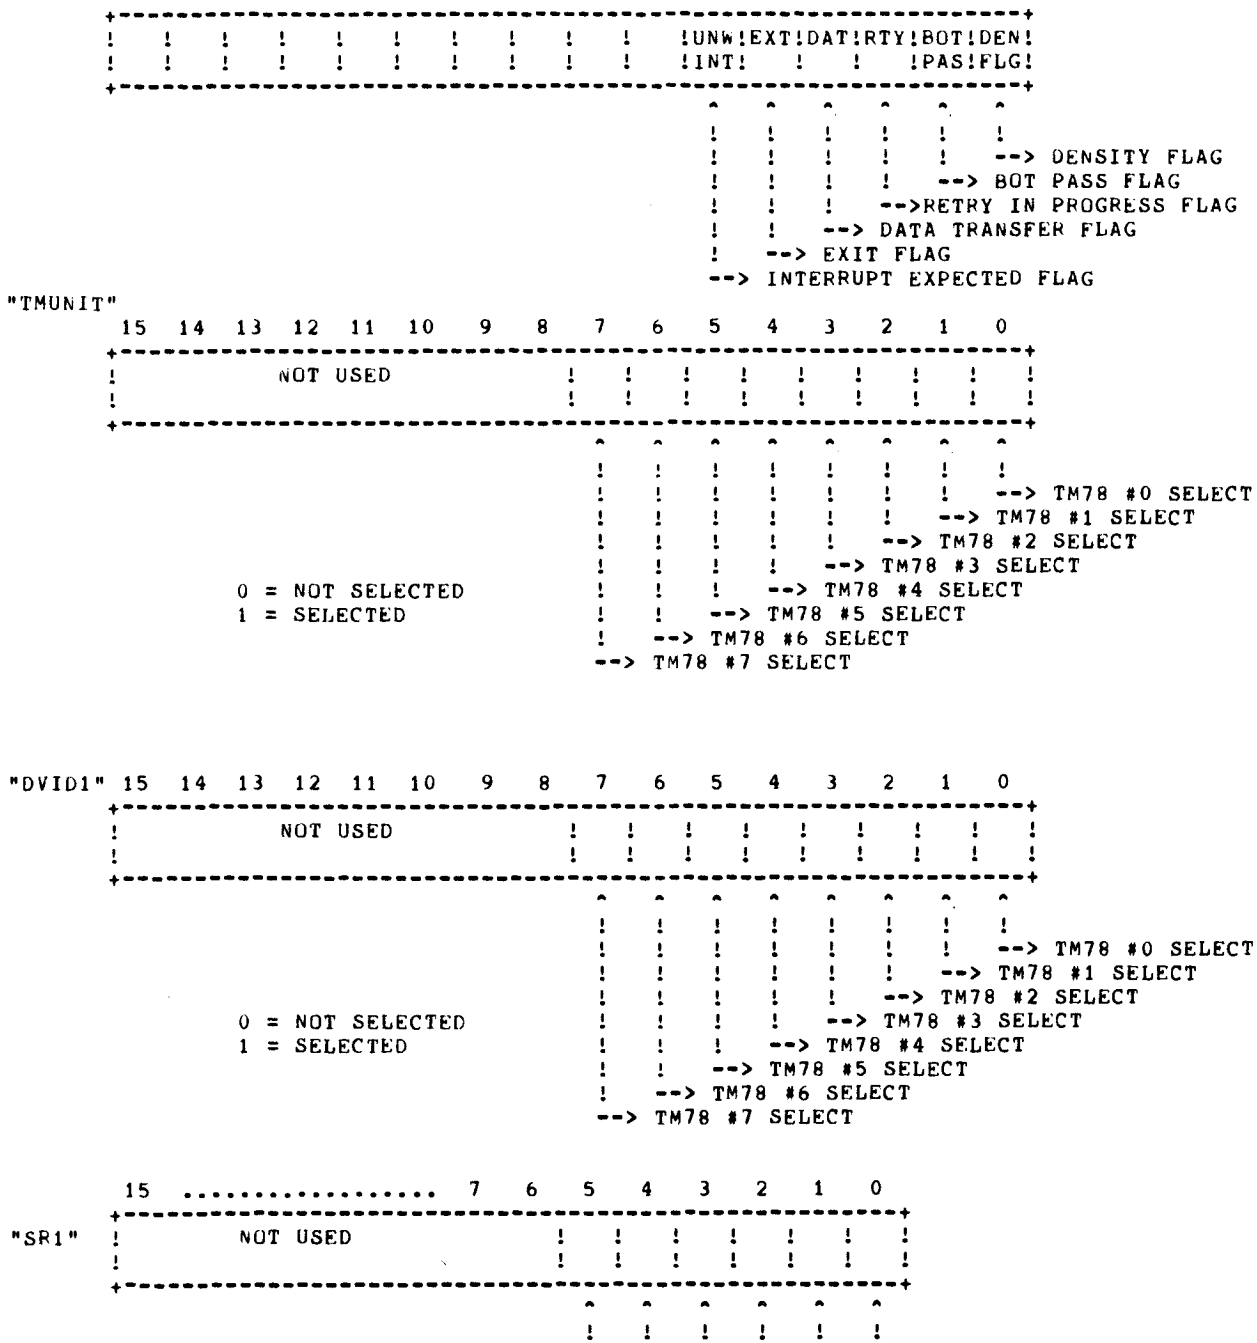 +---------------------------------------------------------------+
!   !   !   !   !   !   !   !   !   !   !UNW!EXT!DAT!RTY!BOT!DEN!
!   !   !   !   !   !   !   !   !   !   !INT!   !   !   !PAS!FLG!
+---------------------------------------------------------------+
^ ^ ^ ^ ^ ^
! ! ! ! ! !
! ! ! ! ! --> DENSITY FLAG
! ! ! ! --> BOT PASS FLAG
! ! ! -->RETRY IN PROGRESS FLAG
! ! --> DATA TRANSFER FLAG
! --> EXIT FLAG
--> INTERRUPT EXPECTED FLAG
"TMUNIT"
15 14 13 12 11 10 9 8 7 6 5 4 3 2 1 0
+---------------------------------------------------------------+
! NOT USED ! ! ! ! ! ! ! ! !
! ! ! ! ! ! ! ! ! !
+---------------------------------------------------------------+
^ ^ ^ ^ ^ ^ ^ ^
! ! ! ! ! ! ! !
! ! ! ! ! ! ! --> TM78 #0 SELECT
! ! ! ! ! ! --> TM78 #1 SELECT
! ! ! ! ! --> TM78 #2 SELECT
! ! ! ! --> TM78 #3 SELECT
0 = NOT SELECTED ! ! ! --> TM78 #4 SELECT
1 = SELECTED ! ! --> TM78 #5 SELECT
! --> TM78 #6 SELECT
--> TM78 #7 SELECT
"DVID1" 15 14 13 12 11 10 9 8 7 6 5 4 3 2 1 0
+---------------------------------------------------------------+
! NOT USED ! ! ! ! ! ! ! ! !
! ! ! ! ! ! ! ! ! !
+---------------------------------------------------------------+
^ ^ ^ ^ ^ ^ ^ ^
! ! ! ! ! ! ! !
! ! ! ! ! ! ! --> TM78 #0 SELECT
! ! ! ! ! ! --> TM78 #1 SELECT
! ! ! ! ! --> TM78 #2 SELECT
0 = NOT SELECTED ! ! ! ! --> TM78 #3 SELECT
1 = SELECTED ! ! ! --> TM78 #4 SELECT
! ! --> TM78 #5 SELECT
! --> TM78 #6 SELECT
--> TM78 #7 SELECT
15 .................. 7 6 5 4 3 2 1 0
+------------------------------------------------------+
"SR1" ! NOT USED ! ! ! ! ! ! !
! ! ! ! ! ! ! !
+------------------------------------------------------+
^ ^ ^ ^ ^ ^
! ! ! ! ! !